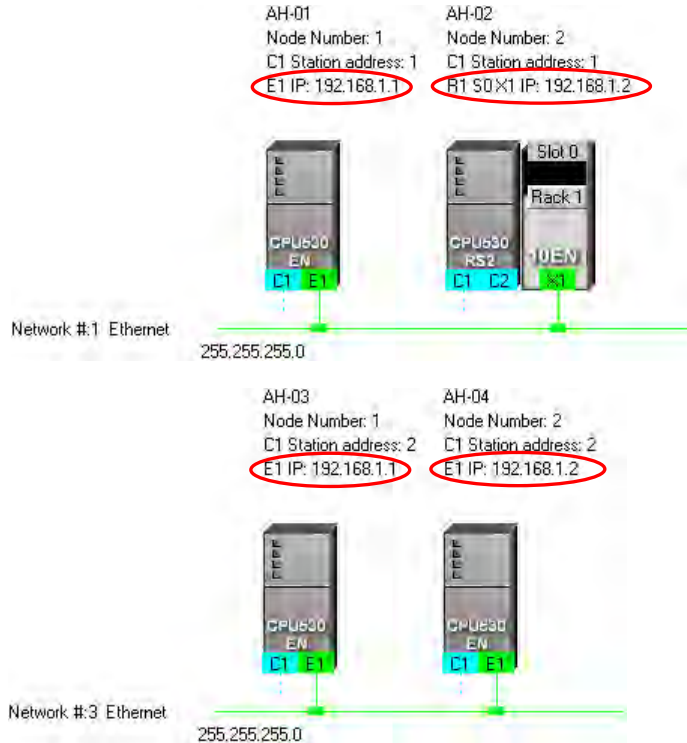 AH-01
Node Number: 1
C1 Station address: 1
E1 IP: 192.168.1.1
AH-02
Node Number: 2
C1 Station address: 1
R1 S0 X1 IP: 192.168.1.2
CPU530
EN
C1 E1
CPU530
RS2
C1 C2
Slot 0
Rack 1
10EN
X1
Network #:1 Ethernet
255.255.255.0
AH-03
Node Number: 1
C1 Station address: 2
E1 IP: 192.168.1.1
AH-04
Node Number: 2
C1 Station address: 2
E1 IP: 192.168.1.2
CPU530
EN
C1 E1
CPU530
EN
C1 E1
Network #:3 Ethernet
255.255.255.0